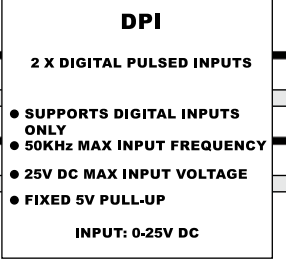 DPI
2 X DIGITAL PULSED INPUTS
● SUPPORTS DIGITAL INPUTS
ONLY
● 50KHz MAX INPUT FREQUENCY
● 25V DC MAX INPUT VOLTAGE
● FIXED 5V PULL-UP
INPUT: 0-25V DC